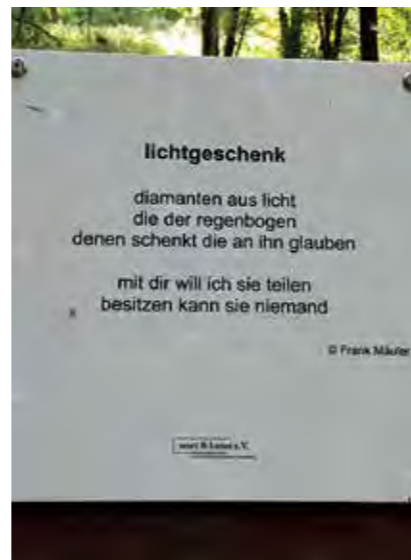 lichtgeschenk
diamanten aus licht
die der regenbogen
denen schenkt die an ihn glauben
mit dir will ich sie teilen
besitzen kann sie niemand
© Frank
e.V.